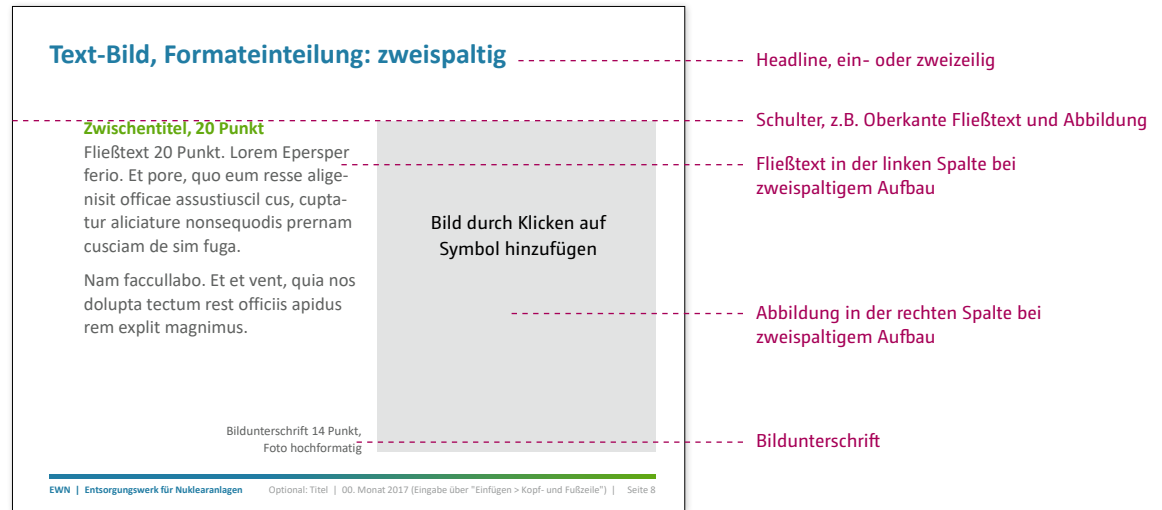 Text-Bild, Formateinteilung: zweispaltig
Headline, ein- oder zweizeilig
Schulter, z.B. Oberkante Fließtext und Abbildung
Zwischentitel, 20 Punkt
Fließtext 20 Punkt. Lorem Epersper
ferio. Et pore, quo eum resse alige-
nisit officae assustiuscil cus, cupta-
tur aliciature nonsequodis prernam
cusciam de sim fuga.
Nam faccullabo. Et et vent, quia nos
dolupta tectum rest officiis apidus
rem explit magnimus.
Fließtext in der linken Spalte bei
zweispaltigem Aufbau
Bild durch Klicken auf
Symbol hinzufügen
Abbildung in der rechten Spalte bei
zweispaltigem Aufbau
Bildunterschrift 14 Punkt,
Foto hochformatig
Bildunterschrift
EWN | Entsorgungswerk für Nuklearanlagen Optional: Titel | 00. Monat 2017 (Eingabe über "Einfügen > Kopf- und Fußzeile") | Seite 8